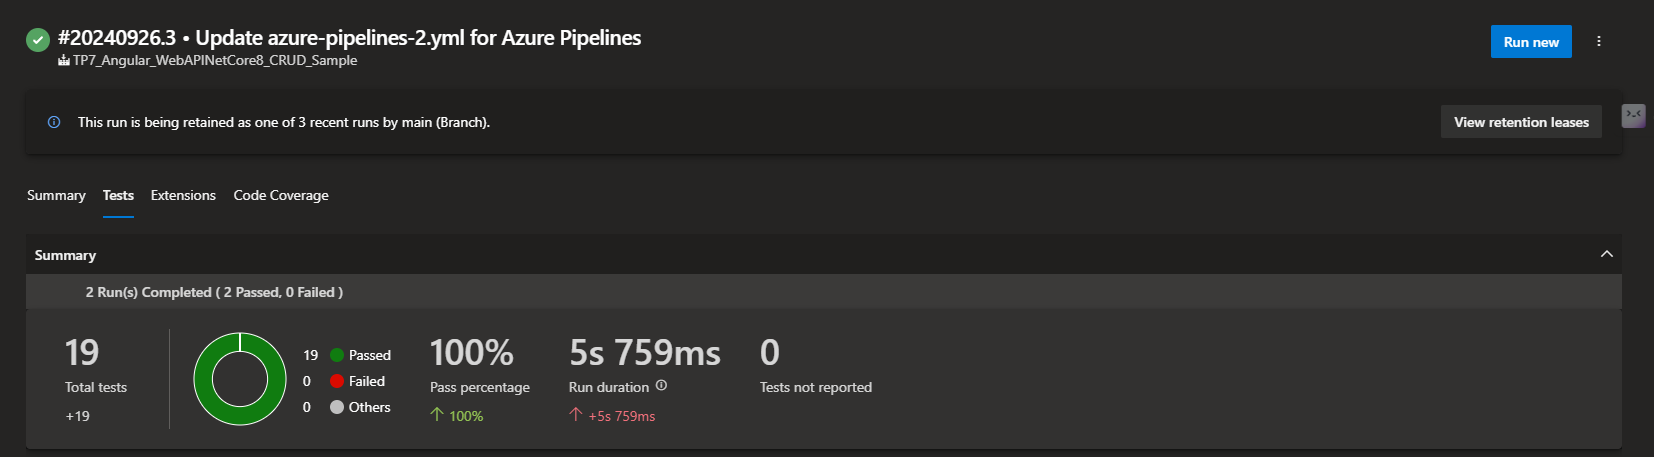 #20240926.3 • Update azure-pipelines-2.yml for Azure Pipelines
Run new
TP7_Angular_WebAPINetCore8_CRUD_Sample
This run is being retained as one of 3 recent runs by main (Branch).
View retention leases
Summary Tests Extensions Code Coverage
Summary
2 Run(s) Completed ( 2 Passed, 0 Failed )
19
Total tests
+19
19 Passed
0 Failed
0 Others
100%
Pass percentage
100%
5s 759ms
Run duration
+5s 759ms
0
Tests not reported